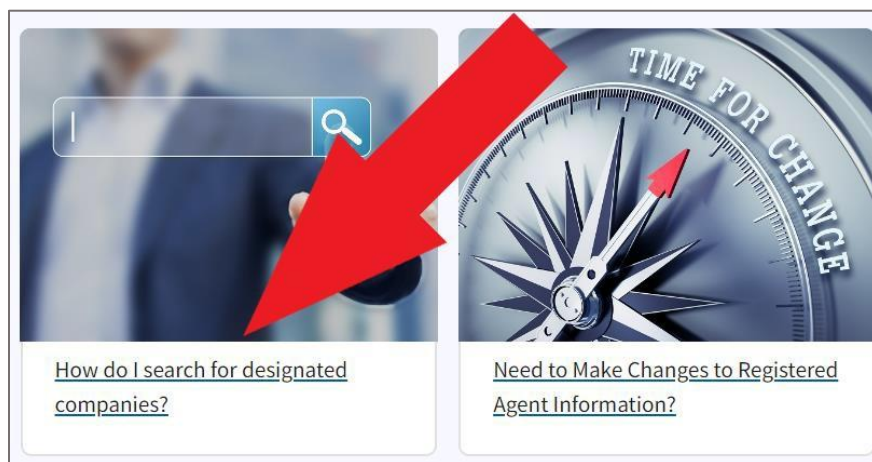 TIME FOR CHANGE
How do I search for designated
companies?
Need to Make Changes to Registered
Agent Information?